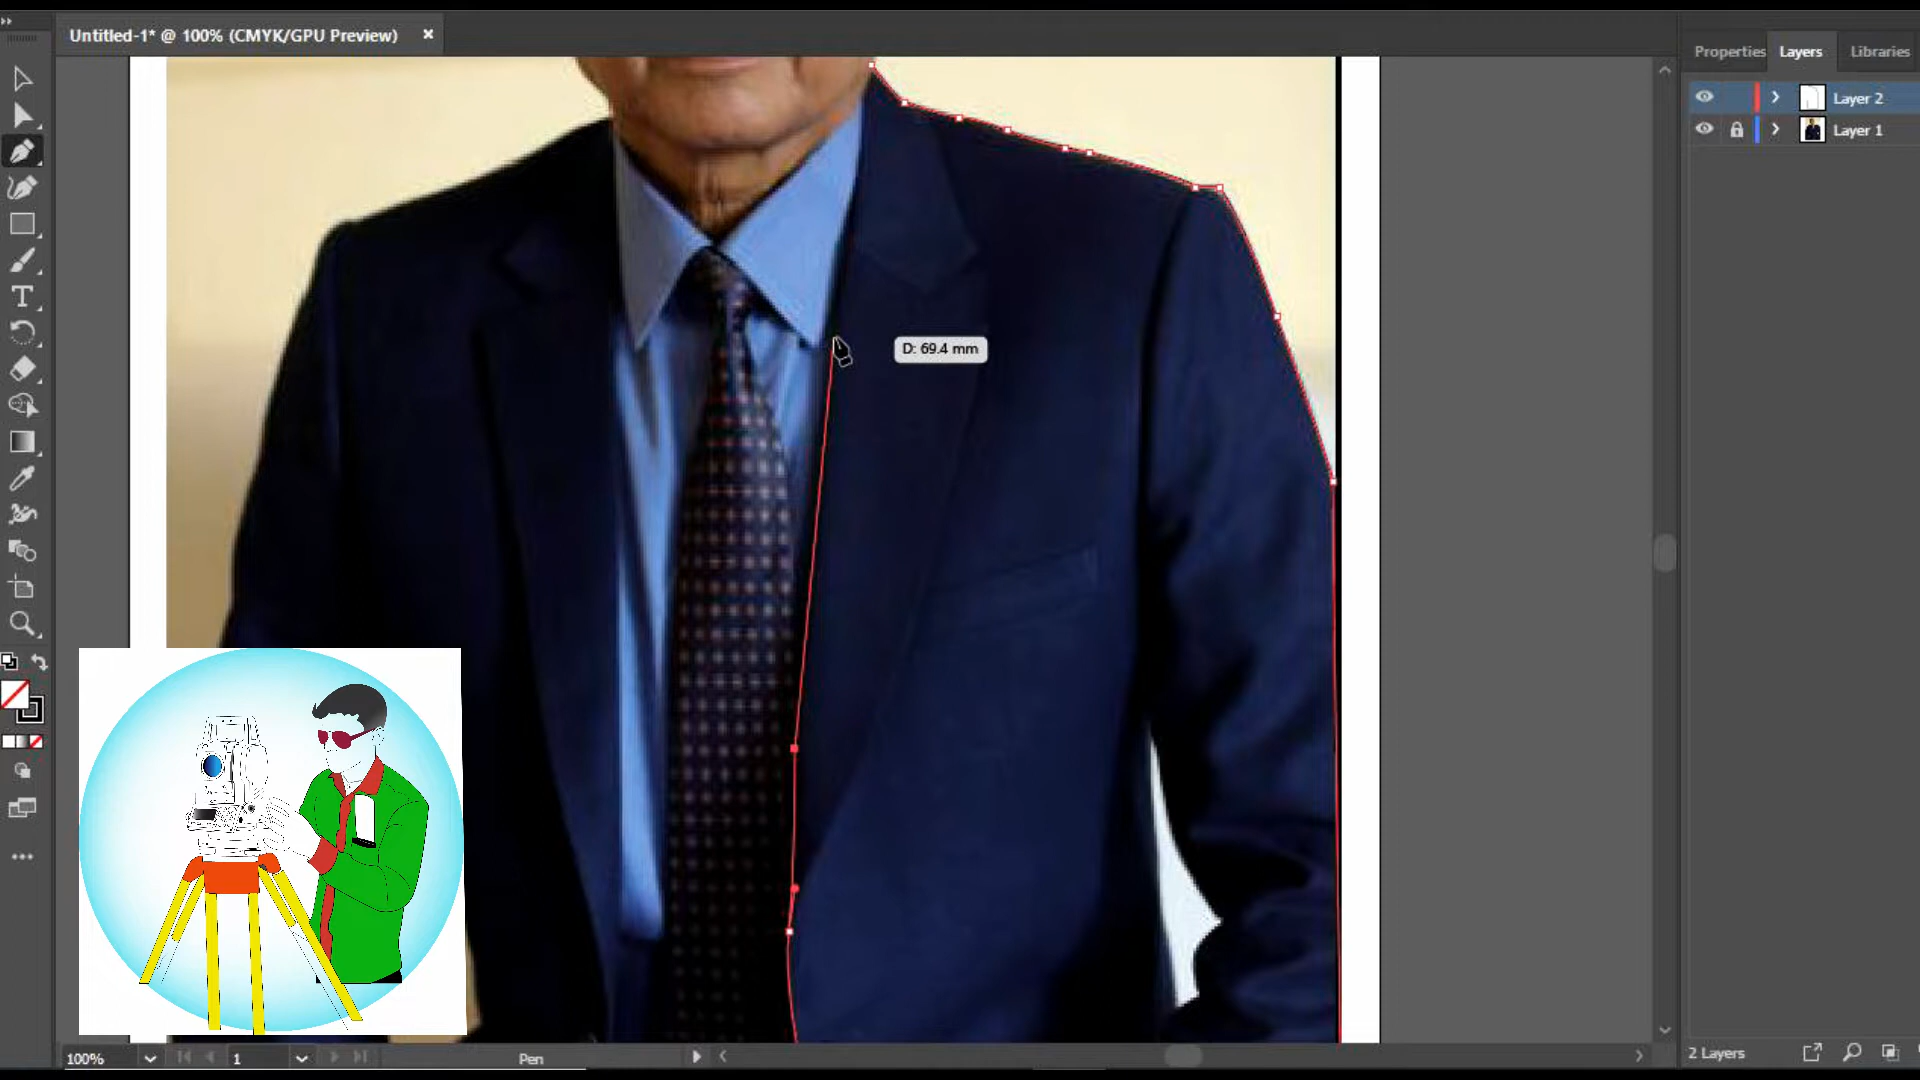 Untitled-1* @ 100% (CMYK/GPU Preview)
Properties Layers Libraries
Layer 2
Layer 1
D: 69.4 mm
100%
1
Pen
2 Layers